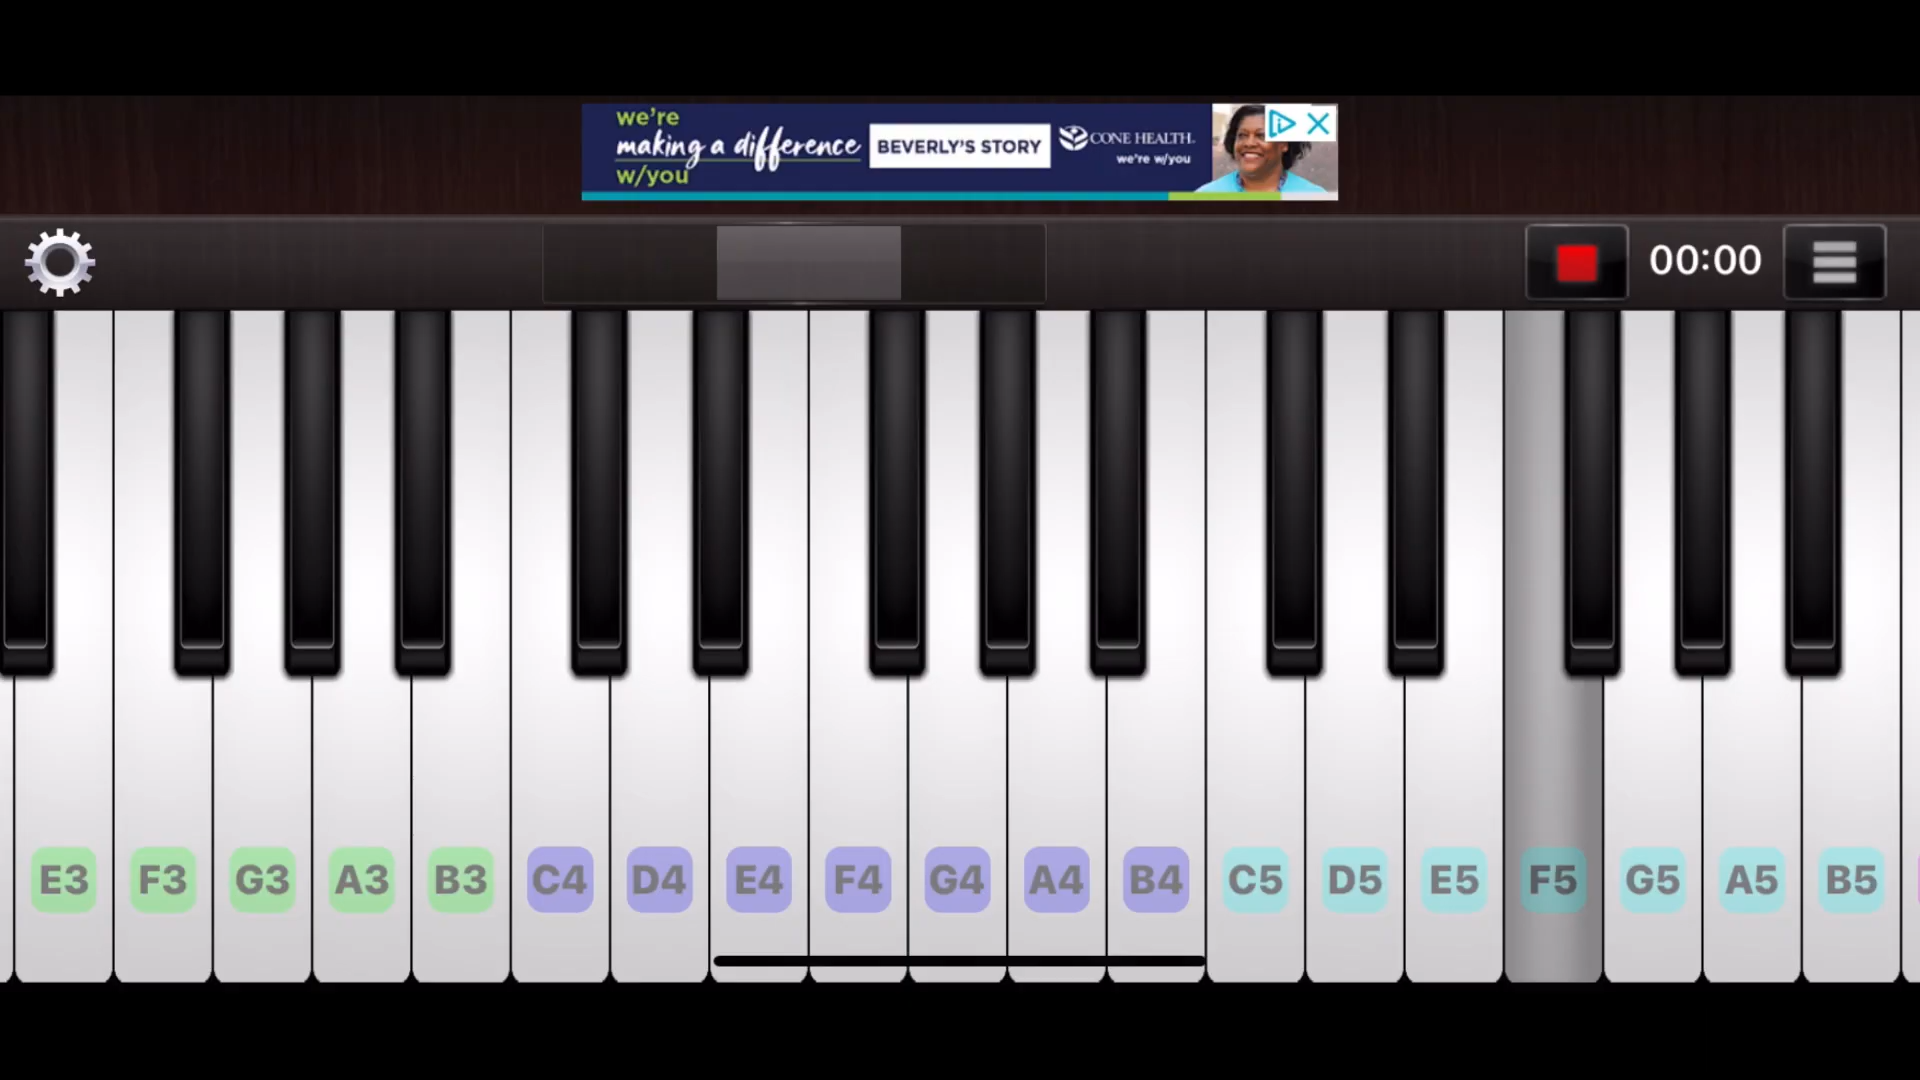 we're
making a difference
w/you
BEVERLY'S STORY
CONE HEALTH
we're w/you
00:00
E3 F3 G3 A3 B3 C4 D4 E4 F4 G4 A4 B4 C5 D5 E5 F5 G5 A5 B5